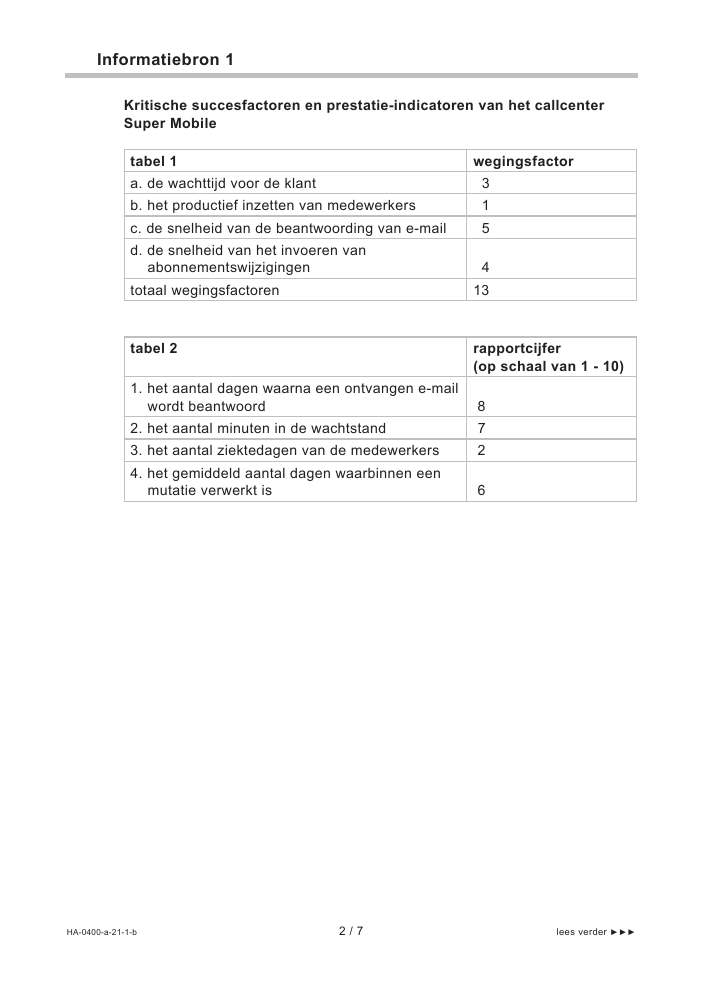 Informatiebron 1
Kritische succesfactoren en prestatie-indicatoren van het callcenter
Super Mobile
tabel 1 wegingsfactor
a. de wachttijd voor de klant 3
b. het productief inzetten van medewerkers 1
c. de snelheid van de beantwoording van e-mail 5
d. de snelheid van het invoeren van
abonnementswijzigingen 4
totaal wegingsfactoren 13
tabel 2 rapportcijfer
(op schaal van 1 - 10)
1. het aantal dagen waarna een ontvangen e-mail
wordt beantwoord 8
2. het aantal minuten in de wachtstand 7
3. het aantal ziektedagen van de medewerkers 2
4. het gemiddeld aantal dagen waarbinnen een
mutatie verwerkt is 6
HA-0400-a-21-1-b 2 / 7 lees verder ►►►